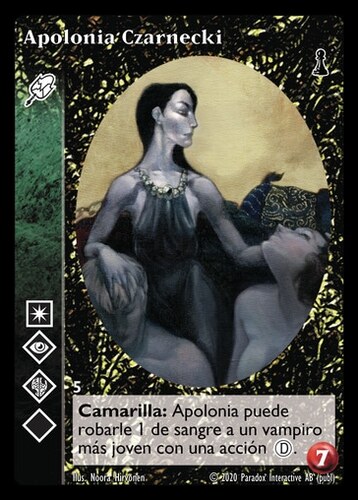 Apolonia Czarnecki
5
Camarilla: Apolonia puede
robarle 1 de sangre a un vampiro
más joven con una acción Ⓓ.
7
Ilus. Noora Hirvonen
© 2020 Paradox Interactive AB (publ)